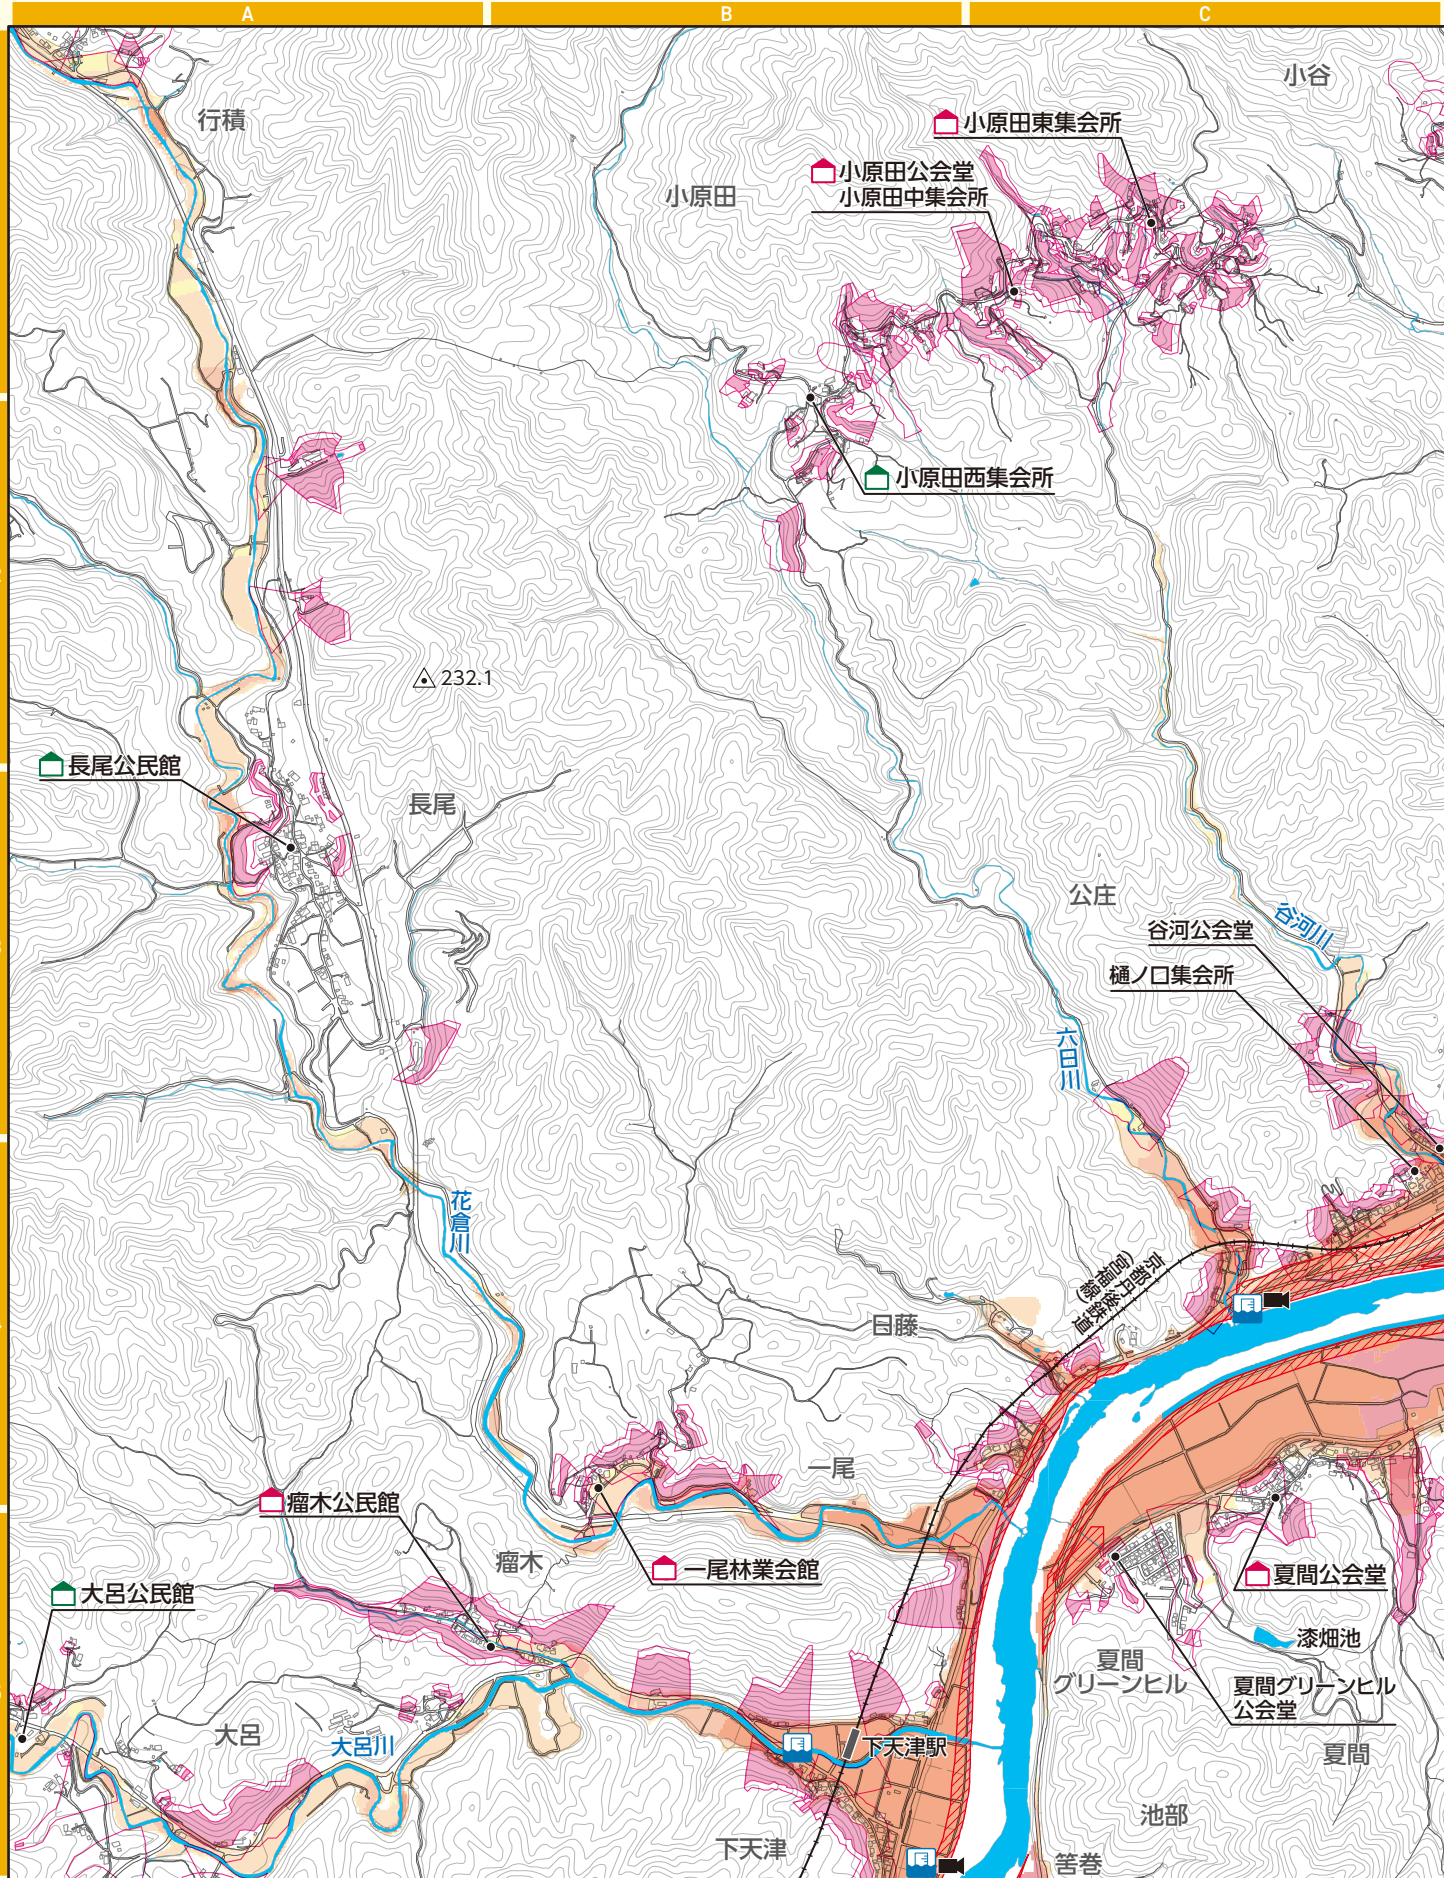 A
B
C
小谷
行積
小原田東集会所
小原田公会堂
小原田中集会所
小原田
小原田西集会所
232.1
長尾公民館
長尾
公庄
谷河川
谷河公会堂
樋ノ口集会所
六日川
花倉川
京都丹後鉄道
(宮福線)
日藤
一尾
瘤木公民館
瘤木
一尾林業会館
大呂公民館
夏間公会堂
漆畑池
夏間
グリーンヒル
夏間グリーンヒル
公会堂
大呂
大呂川
下天津駅
夏間
池部
下天津
筈巻